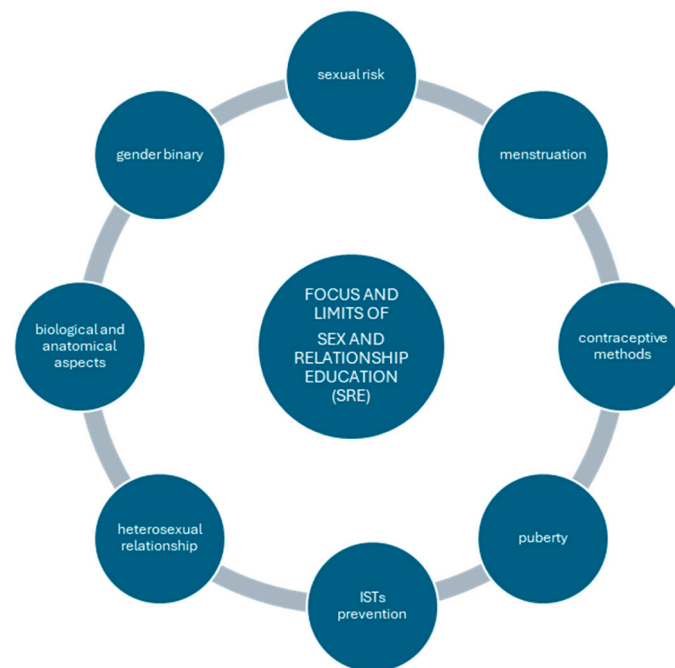 sexual risk
gender binary
menstruation
FOCUS AND
LIMITS OF
SEX AND
RELATIONSHIP
EDUCATION
(SRE)
biological and
anatomical
aspects
contraceptive
methods
heterosexual
relationship
puberty
ISTs
prevention